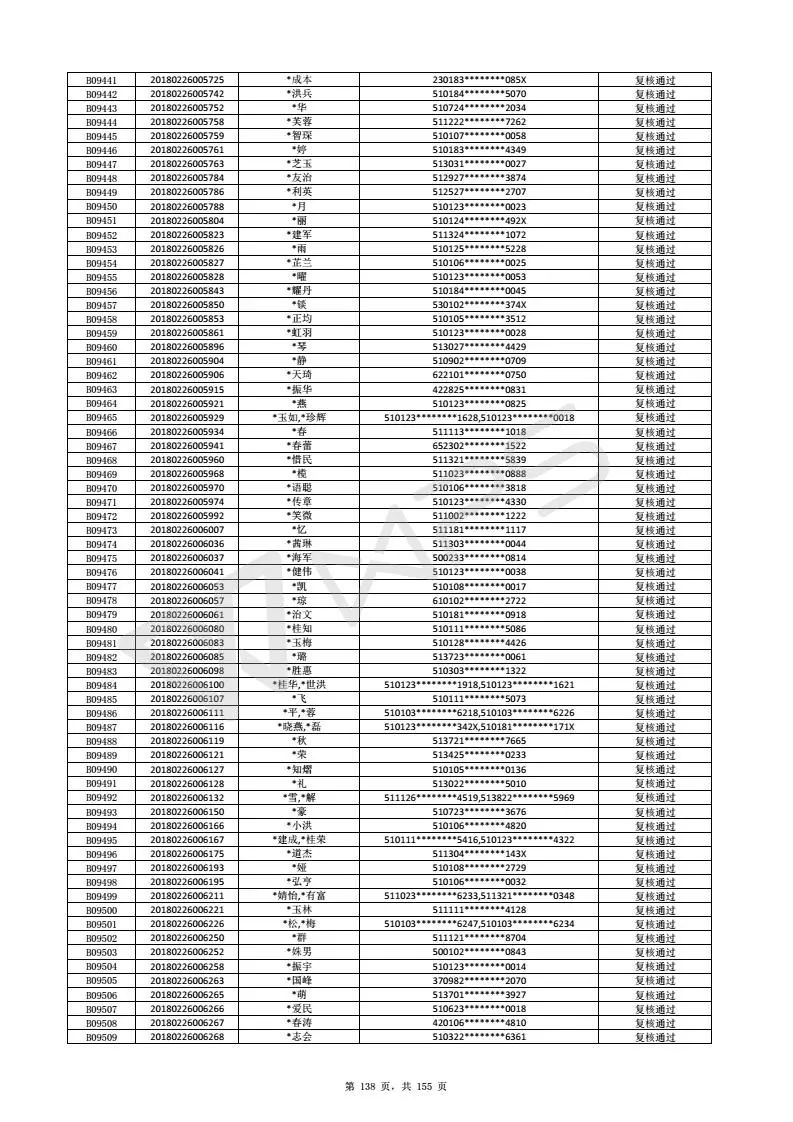 B09441 20180226005725 *成本 230183********085X 复核通过
B09442 20180226005742 *洪兵 510184********5070 复核通过
B09443 20180226005752 *华 510724********2034 复核通过
B09444 20180226005758 *芙蓉 511222********7262 复核通过
B09445 20180226005759 *智琛 510107********0058 复核通过
B09446 20180226005761 *婷 510183********4349 复核通过
B09447 20180226005763 *芝玉 513031********0027 复核通过
B09448 20180226005784 *友治 512927********3874 复核通过
B09449 20180226005786 *利英 512527********2707 复核通过
B09450 20180226005788 *月 510123********0023 复核通过
B09451 20180226005804 *丽 510124********492X 复核通过
B09452 20180226005823 *建军 511324********1072 复核通过
B09453 20180226005826 *雨 510125********5228 复核通过
B09454 20180226005827 *芷兰 510106********0025 复核通过
B09455 20180226005828 *曜 510123********0053 复核通过
B09456 20180226005843 *耀丹 510184********0045 复核通过
B09457 20180226005850 *锬 530102********374X 复核通过
B09458 20180226005853 *正均 510105********3512 复核通过
B09459 20180226005861 *虹羽 510123********0028 复核通过
B09460 20180226005896 *琴 513027********4429 复核通过
B09461 20180226005904 *静 510902********0709 复核通过
B09462 20180226005906 *天琦 622101********0750 复核通过
B09463 20180226005915 *振华 422825********0831 复核通过
B09464 20180226005921 *燕 510123********0825 复核通过
B09465 20180226005929 *玉如,*珍辉 510123********1628,510123********0018 复核通过
B09466 20180226005934 *春 511113********1018 复核通过
B09467 20180226005941 *春蕾 652302********1522 复核通过
B09468 20180226005960 *惜民 511321********5839 复核通过
B09469 20180226005968 *榄 511023********0888 复核通过
B09470 20180226005970 *语聪 510106********3818 复核通过
B09471 20180226005974 *传章 510123********4330 复核通过
B09472 20180226005992 *笑微 511002********1222 复核通过
B09473 20180226006007 *忆 511181********1117 复核通过
B09474 20180226006036 *茜琳 511303********0044 复核通过
B09475 20180226006037 *海军 500233********0814 复核通过
B09476 20180226006041 *健伟 510123********0038 复核通过
B09477 20180226006053 *凯 510108********0017 复核通过
B09478 20180226006057 *琼 610102********2722 复核通过
B09479 20180226006061 *治文 510181********0918 复核通过
B09480 20180226006080 *桂知 510111********5086 复核通过
B09481 20180226006083 *玉梅 510128********4426 复核通过
B09482 20180226006085 *璐 513723********0061 复核通过
B09483 20180226006098 *胜惠 510303********1322 复核通过
B09484 20180226006100 *桂华,*世洪 510123********1918,510123********1621 复核通过
B09485 20180226006107 *飞 510111********5073 复核通过
B09486 20180226006111 *平,*蓉 510103********6218,510103********6226 复核通过
B09487 20180226006116 *晓燕,*磊 510123********342X,510181********171X 复核通过
B09488 20180226006119 *秋 513721********7665 复核通过
B09489 20180226006121 *荣 513425********0233 复核通过
B09490 20180226006127 *知熠 510105********0136 复核通过
B09491 20180226006128 *礼 513022********5010 复核通过
B09492 20180226006132 *雪,*解 511126********4519,513822********5969 复核通过
B09493 20180226006150 *豪 510723********3676 复核通过
B09494 20180226006166 *小洪 510106********4820 复核通过
B09495 20180226006167 *建成,*桂荣 510111********5416,510123********4322 复核通过
B09496 20180226006175 *道杰 511304********143X 复核通过
B09497 20180226006193 *娅 510108********2729 复核通过
B09498 20180226006195 *弘亨 510106********0032 复核通过
B09499 20180226006211 *婧怡,*有富 511023********6233,511321********0348 复核通过
B09500 20180226006221 *玉林 511111********4128 复核通过
B09501 20180226006226 *松,*梅 510103********6247,510103********6234 复核通过
B09502 20180226006250 *群 511121********8704 复核通过
B09503 20180226006252 *姝男 500102********0843 复核通过
B09504 20180226006258 *振宇 510123********0014 复核通过
B09505 20180226006263 *国峰 370982********2070 复核通过
B09506 20180226006265 *萌 513701********3927 复核通过
B09507 20180226006266 *爱民 510623********0018 复核通过
B09508 20180226006267 *春涛 420106********4810 复核通过
B09509 20180226006268 *志会 510322********6361 复核通过
第 138 页，共 155 页